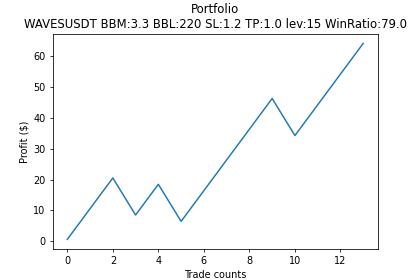 Portfolio
WAVESUSDT BBM:3.3 BBL:220 SL:1.2 TP:1.0 lev:15 WinRatio:79.0
60
50
40
30
20
10
0
Profit ($)
0 2 4 6 8 10 12
Trade counts